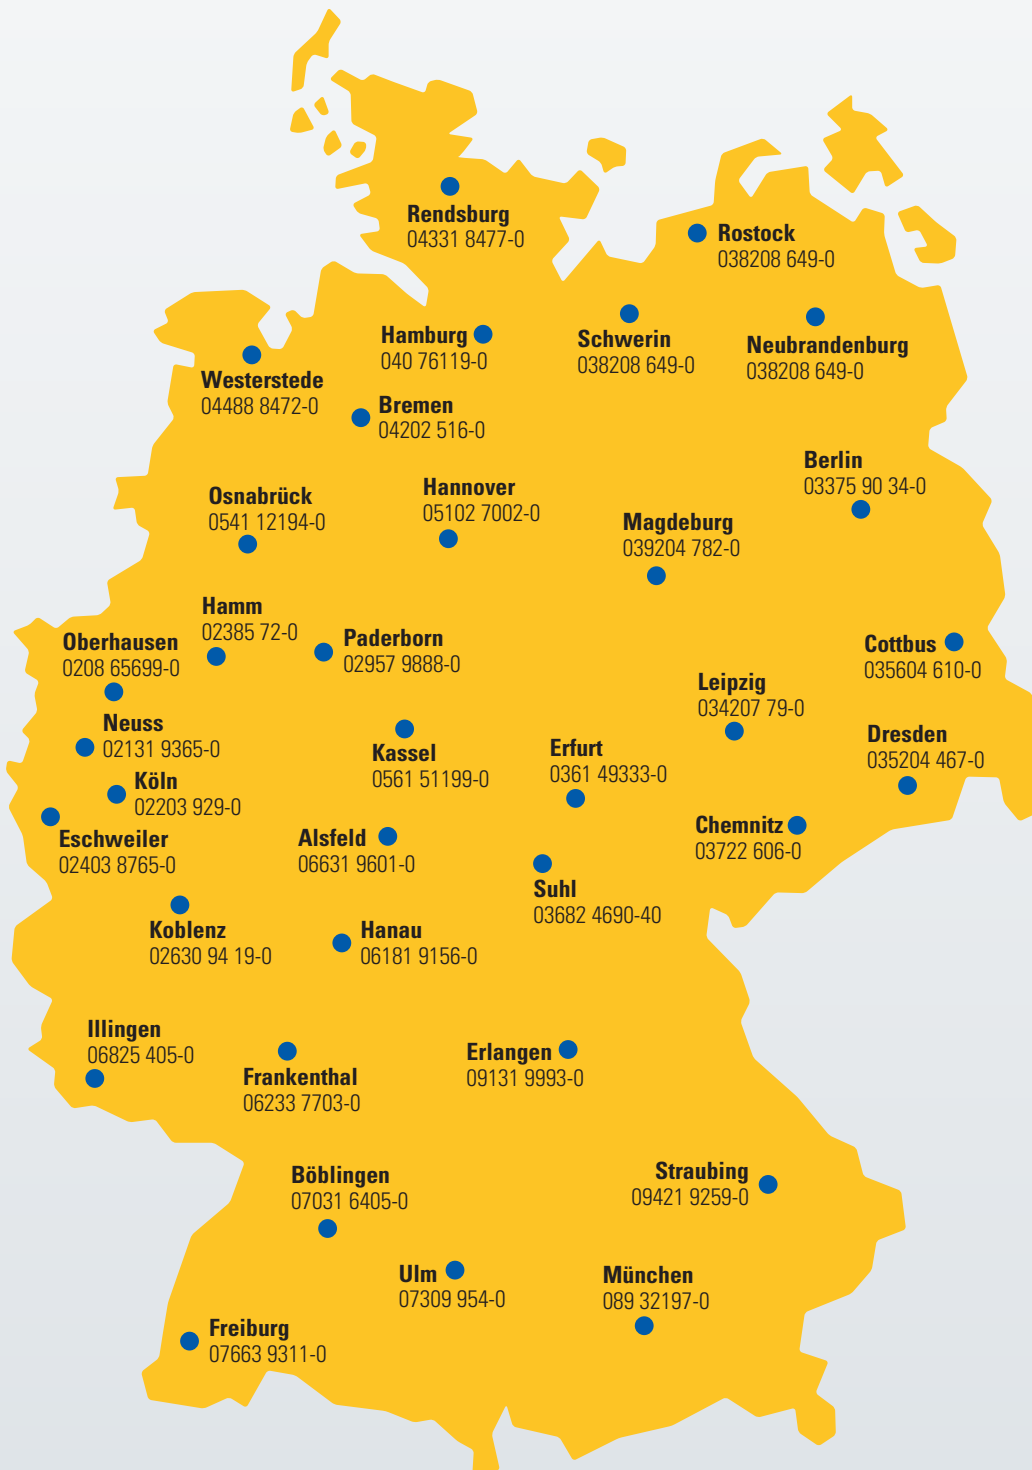 Rendsburg
04331 8477-0
Rostock
038208 649-0
Hamburg
040 76119-0
Schwerin
038208 649-0
Neubrandenburg
038208 649-0
Westerstede
04488 8472-0
Bremen
04202 516-0
Berlin
03375 90 34-0
Osnabrück
0541 12194-0
Hannover
05102 7002-0
Magdeburg
039204 782-0
Hamm
02385 72-0
Oberhausen
0208 65699-0
Paderborn
02957 9888-0
Cottbus
035604 610-0
Leipzig
034207 79-0
Neuss
02131 9365-0
Kassel
0561 51199-0
Erfurt
0361 49333-0
Dresden
035204 467-0
Köln
02203 929-0
Eschweiler
02403 8765-0
Alsfeld
06631 9601-0
Chemnitz
03722 606-0
Suhl
03682 4690-40
Koblenz
02630 94 19-0
Hanau
06181 9156-0
Illingen
06825 405-0
Frankenthal
06233 7703-0
Erlangen
09131 9993-0
Böblingen
07031 6405-0
Straubing
09421 9259-0
Ulm
07309 954-0
München
089 32197-0
Freiburg
07663 9311-0